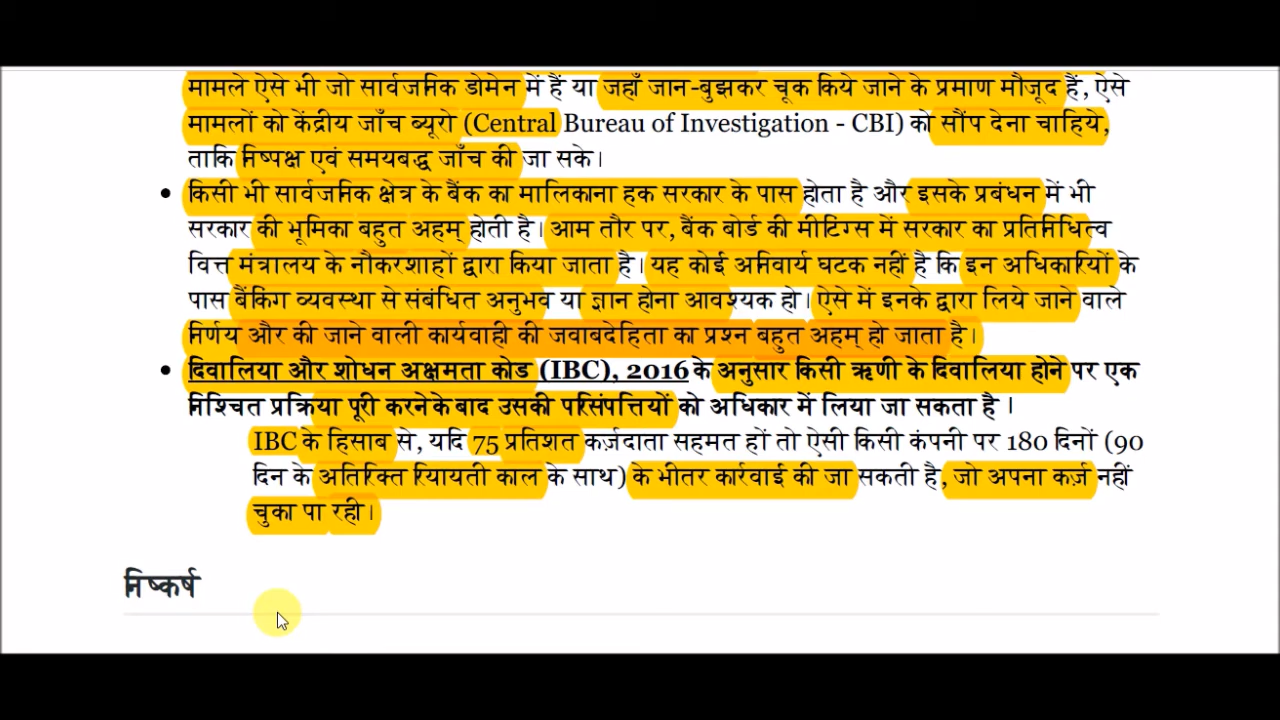 मामले ऐसे भी जो सार्वजनिक डोमेन में हैं या जहाँ जान-बुझकर चूक किये जाने के प्रमाण मौजूद हैं, ऐसे
मामलों को केंद्रीय जाँच ब्यूरो (Central Bureau of Investigation - CBI) को सौंप देना चाहिये,
ताकि निष्पक्ष एवं समयबद्ध जाँच की जा सके।
• किसी भी सार्वजनिक क्षेत्र के बैंक का मालिकाना हक सरकार के पास होता है और इसके प्रबंधन में भी
सरकार की भूमिका बहुत अहम् होती है। आम तौर पर, बैंक बोर्ड की मीटिंग्स में सरकार का प्रतिनिधित्व
वित्त मंत्रालय के नौकरशाहों द्वारा किया जाता है। यह कोई अनिवार्य घटक नहीं है कि इन अधिकारियों के
पास बैंकिंग व्यवस्था से संबंधित अनुभव या ज्ञान होना आवश्यक हो। ऐसे में इनके द्वारा लिये जाने वाले
निर्णय और की जाने वाली कार्यवाही की जवाबदेहिता का प्रश्न बहुत अहम् हो जाता है।
• दिवालिया और शोधन अक्षमता कोड (IBC), 2016 के अनुसार किसी ऋणी के दिवालिया होने पर एक
निश्चित प्रक्रिया पूरी करने के बाद उसकी परिसंपत्तियों को अधिकार में लिया जा सकता है ।
IBC के हिसाब से, यदि 75 प्रतिशत कर्ज़दाता सहमत हों तो ऐसी किसी कंपनी पर 180 दिनों (90
दिन के अतिरिक्त रियायती काल के साथ) के भीतर कार्रवाई की जा सकती है, जो अपना कर्ज़ नहीं
चुका पा रही।
निष्कर्ष